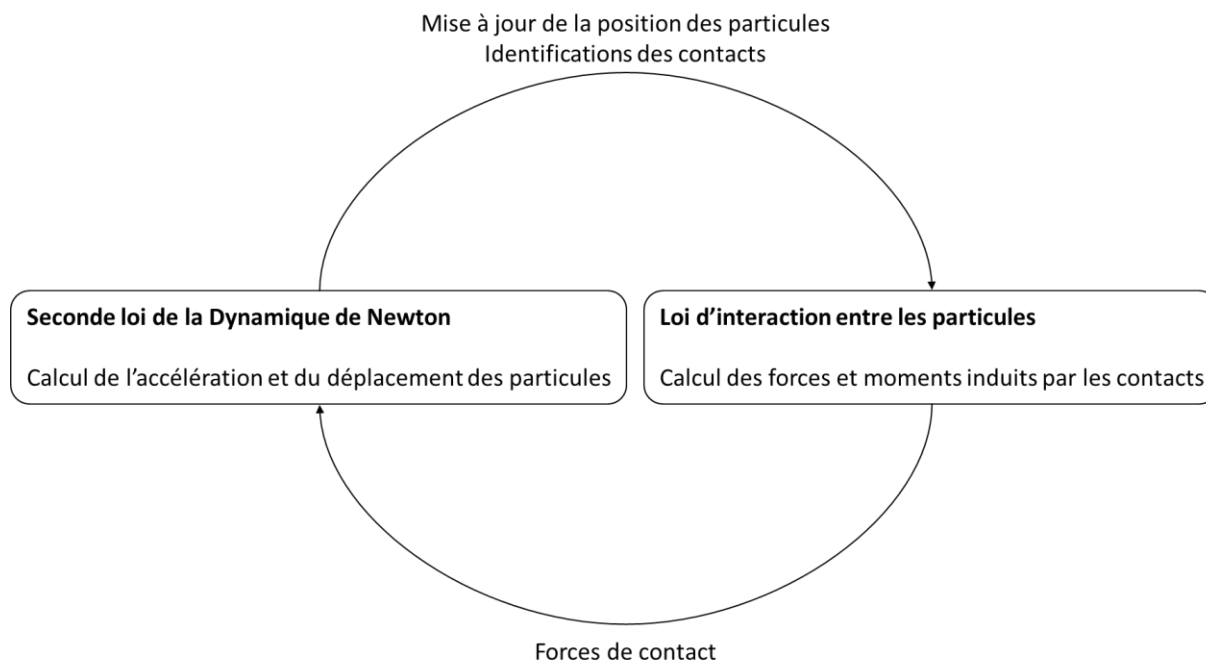 Mise à jour de la position des particules
Identifications des contacts
Seconde loi de la Dynamique de Newton
Calcul de l'accélération et du déplacement des particules
Loi d'interaction entre les particules
Calcul des forces et moments induits par les contacts
Forces de contact